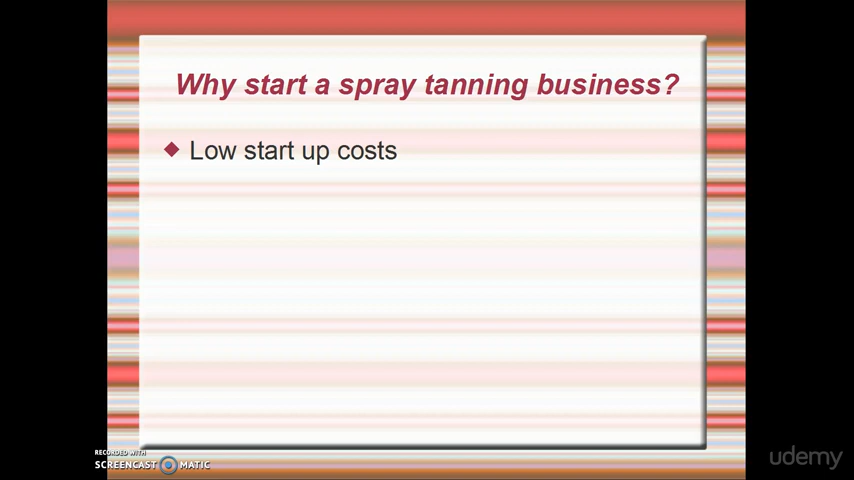 Why start a spray tanning business?
Low start up costs
RECORDED WITH
SCREENCAST MATIC
udemy